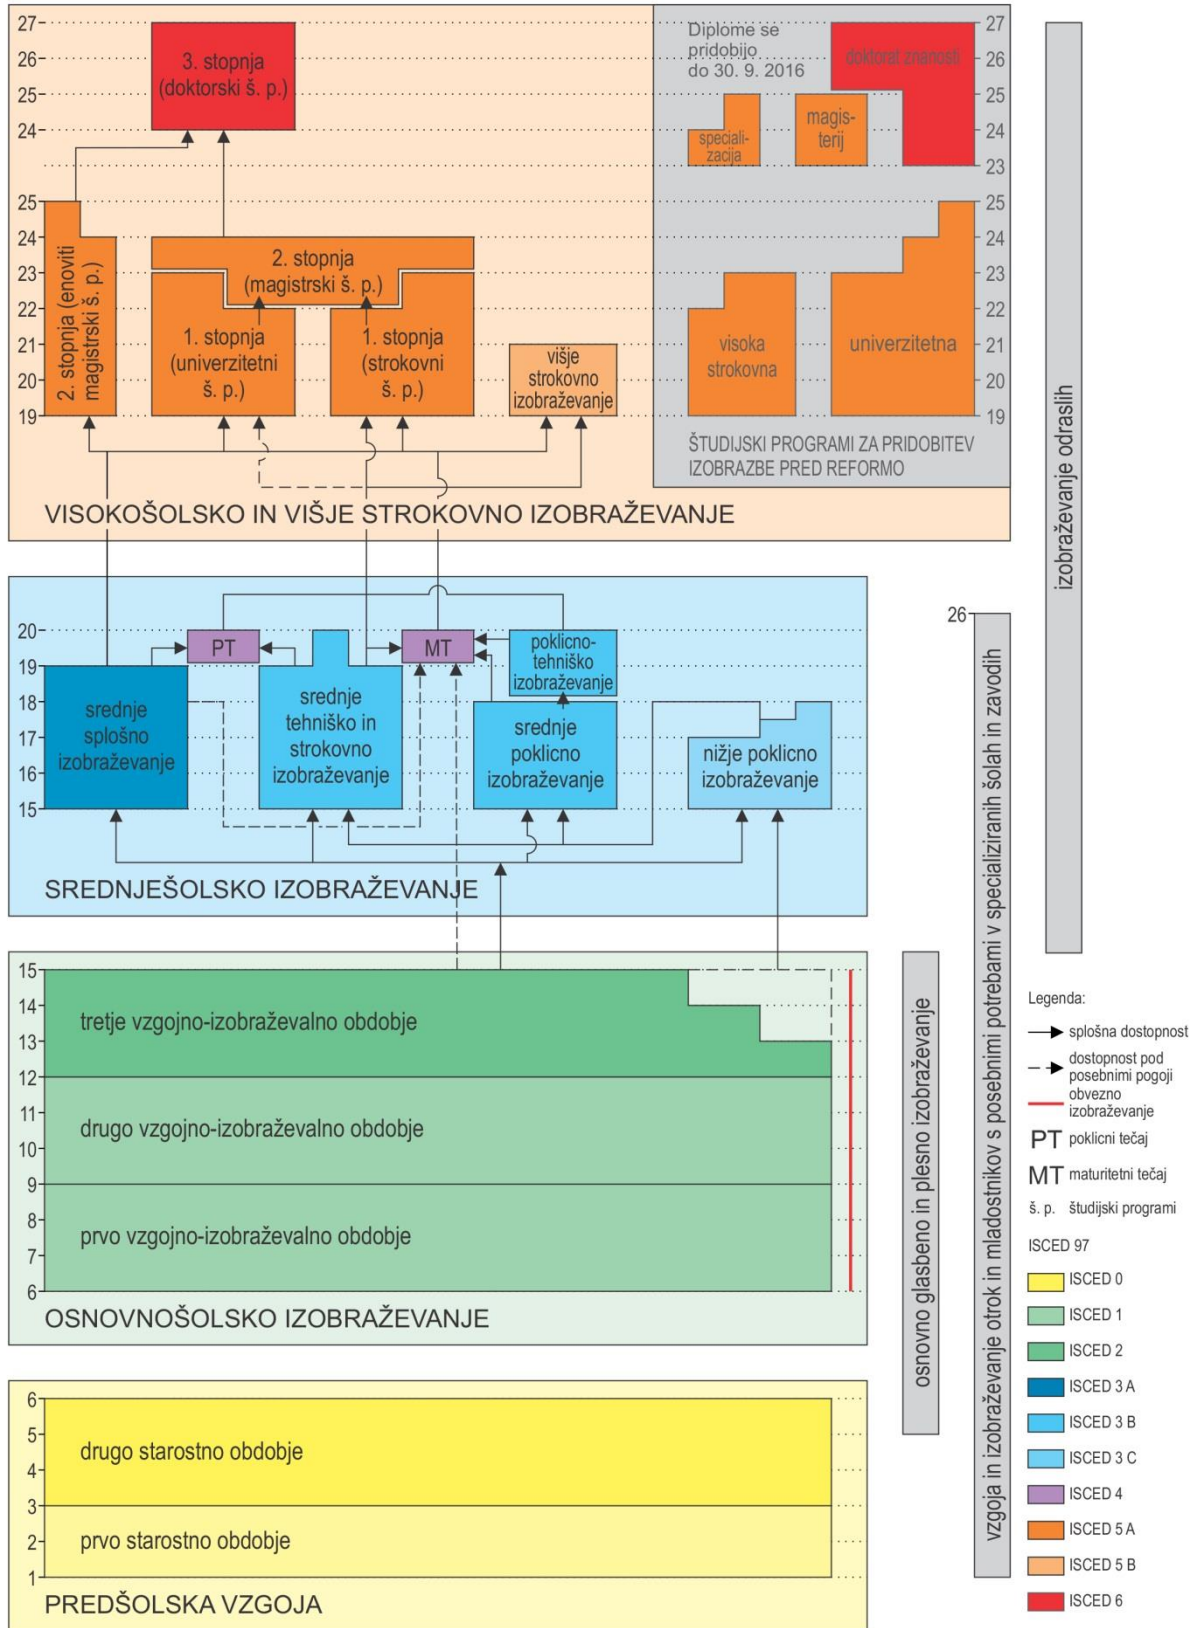 27
26
25
24
25
24
23
22
21
20
19
3. stopnja
(doktorski š. p.)
2. stopnja (enoviti
magistrski š. p.)
2. stopnja
(magistrski š. p.)
1. stopnja
(univerzitetni
š. p.)
1. stopnja
(strokovni
š. p.)
višje
strokovno
izobraževanje
VISOKOŠOLSKO IN VIŠJE STROKOVNO IZOBRAŽEVANJE
Diplome se
pridobijo
do 30. 9. 2016
doktorat znanosti
speciali-
zacija
magis-
terij
visoka
strokovna
univerzitetna
27
26
25
24
23
25
24
23
22
21
20
19
ŠTUDIJSKI PROGRAMI ZA PRIDOBITEV
IZOBRAZBE PRED REFORMO
izobraževanje odraslih
20
19
18
17
16
15
PT
MT
poklicno-
tehniško
izobraževanje
srednje
splošno
izobraževanje
srednje
tehniško in
strokovno
izobraževanje
srednje
poklicno
izobraževanje
nižje poklicno
izobraževanje
SREDNJEŠOLSKO IZOBRAŽEVANJE
26
vzgoja in izobraževanje otrok in mladostnikov s posebnimi potrebami v specializiranih šolah in zavodih
15
14
13
12
11
10
9
8
7
6
tretje vzgojno-izobraževalno obdobje
drugo vzgojno-izobraževalno obdobje
prvo vzgojno-izobraževalno obdobje
OSNOVNOŠOLSKO IZOBRAŽEVANJE
osnovno glasbeno in plesno izobraževanje
6
5
4
3
2
1
drugo starostno obdobje
prvo starostno obdobje
PREDŠOLSKA VZGOJA
Legenda:
splošna dostopnost
dostopnost pod
posebnimi pogoji
obvezno
izobraževanje
PT poklicni tečaj
MT maturitetni tečaj
š. p. študijski programi
ISCED 97
ISCED 0
ISCED 1
ISCED 2
ISCED 3 A
ISCED 3 B
ISCED 3 C
ISCED 4
ISCED 5 A
ISCED 5 B
ISCED 6